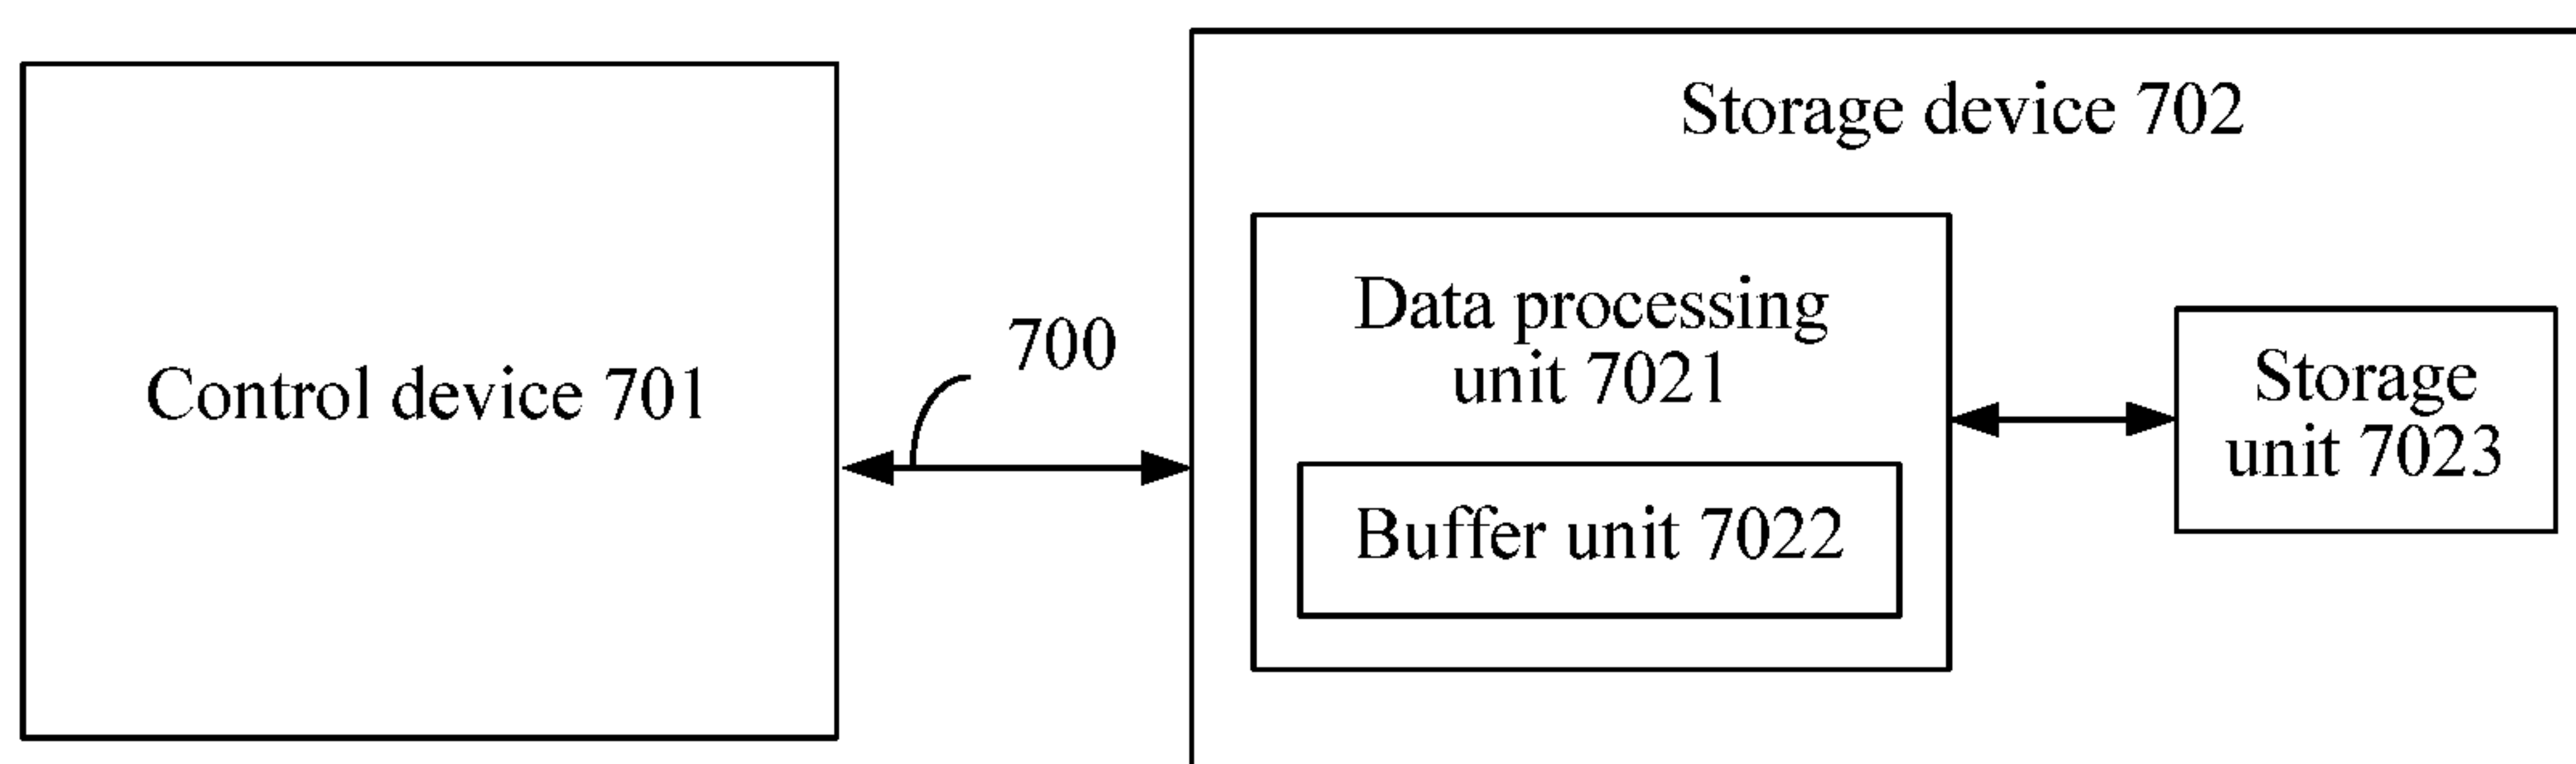 Control device 701
700
Storage device 702
Data processing
unit 7021
Buffer unit 7022
Storage
unit 7023